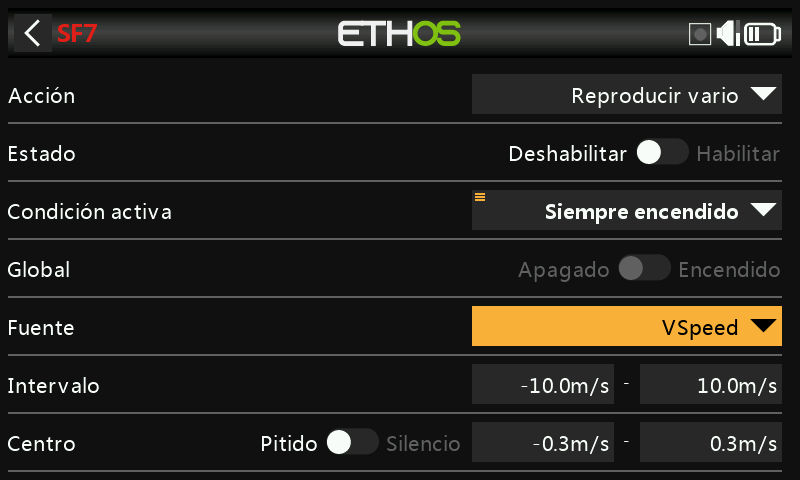 SF7 ETHOS
Acción Reproducir vario
Estado Deshabilitar Habilitar
Condición activa Siempre encendido
Global Apagado Encendido
Fuente VSpeed
Intervalo -10.0m/s - 10.0m/s
Centro Pitido Silencio -0.3m/s - 0.3m/s